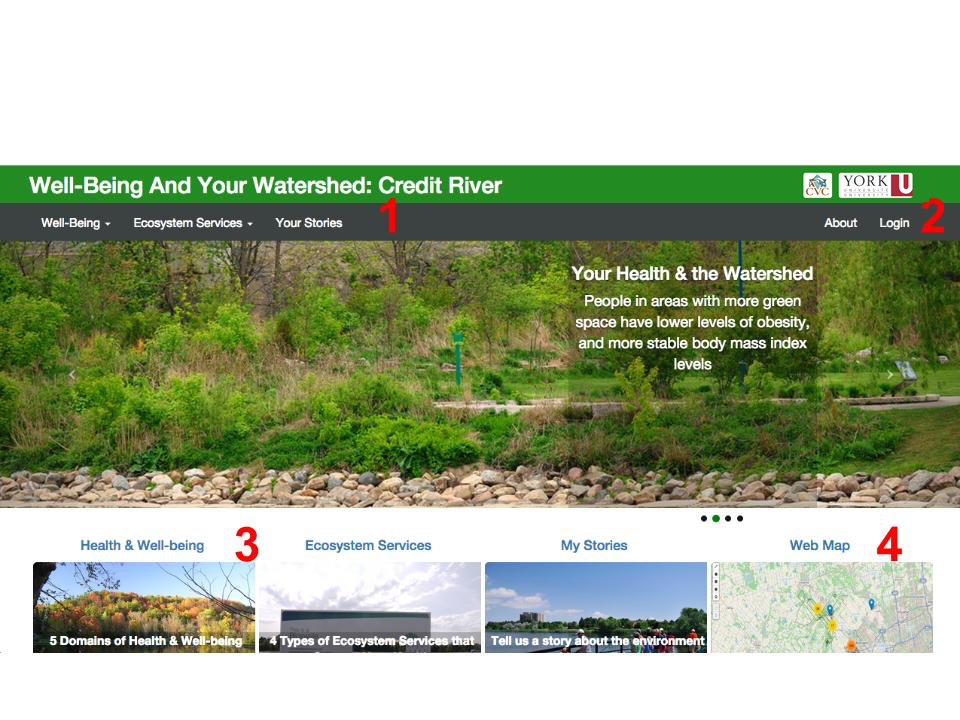 Well-Being And Your Watershed: Credit River
CVC
YORK U
UNIVERSITÉ
UNIVERSITY
Well-Being
Ecosystem Services
Your Stories
1
About
Login
2
Your Health & the Watershed
People in areas with more green
space have lower levels of obesity,
and more stable body mass index
levels
Health & Well-being
3
Ecosystem Services
My Stories
Web Map
4
5 Domains of Health & Well-being
4 Types of Ecosystem Services that
Tell us a story about the environment